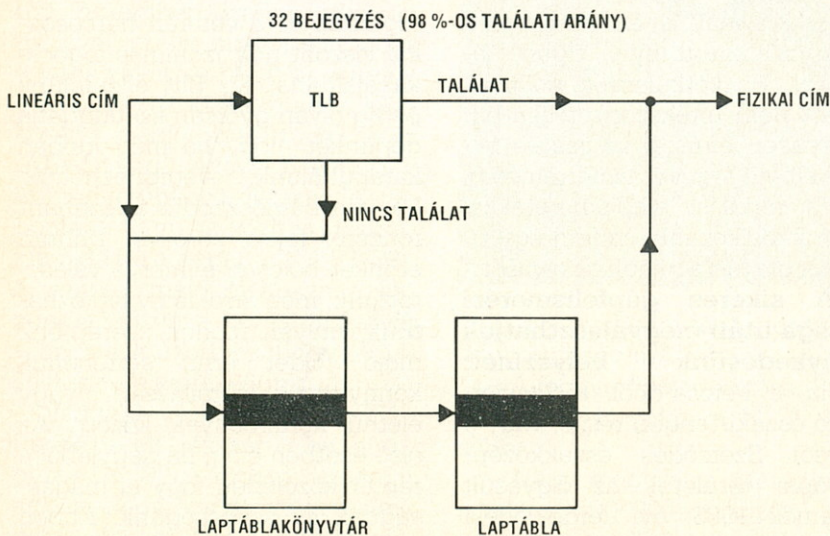 32 BEJEGYZÉS (98 %-OS TALÁLATI ARÁNY)
LINEÁRIS CÍM
TLB
TALÁLAT
FIZIKAI CÍM
NINCS TALÁLAT
LAPTÁBLAKÖNYVTÁR
LAPTÁBLA